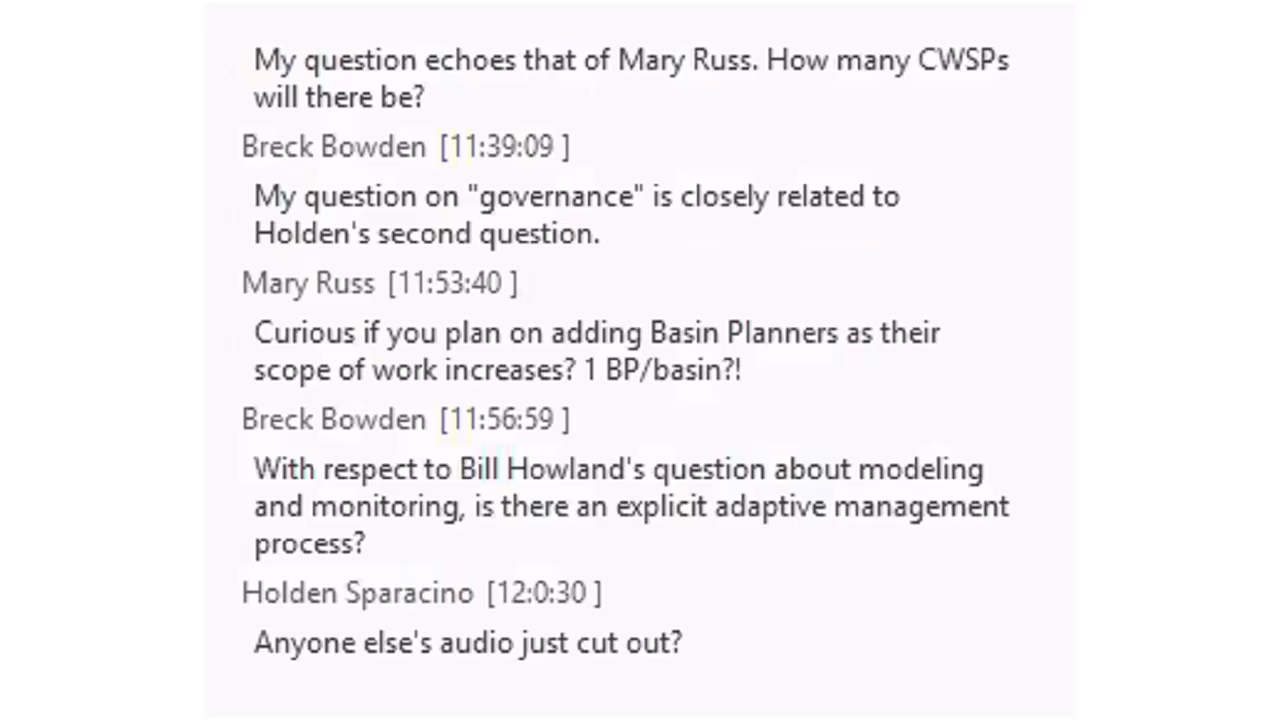 My question echoes that of Mary Russ. How many CWSPs
will there be?
Breck Bowden [11:39:09 ]
My question on "governance" is closely related to
Holden's second question.
Mary Russ [11:53:40 ]
Curious if you plan on adding Basin Planners as their
scope of work increases? 1 BP/basin?!
Breck Bowden [11:56:59 ]
With respect to Bill Howland's question about modeling
and monitoring, is there an explicit adaptive management
process?
Holden Sparacino [12:0:30 ]
Anyone else's audio just cut out?